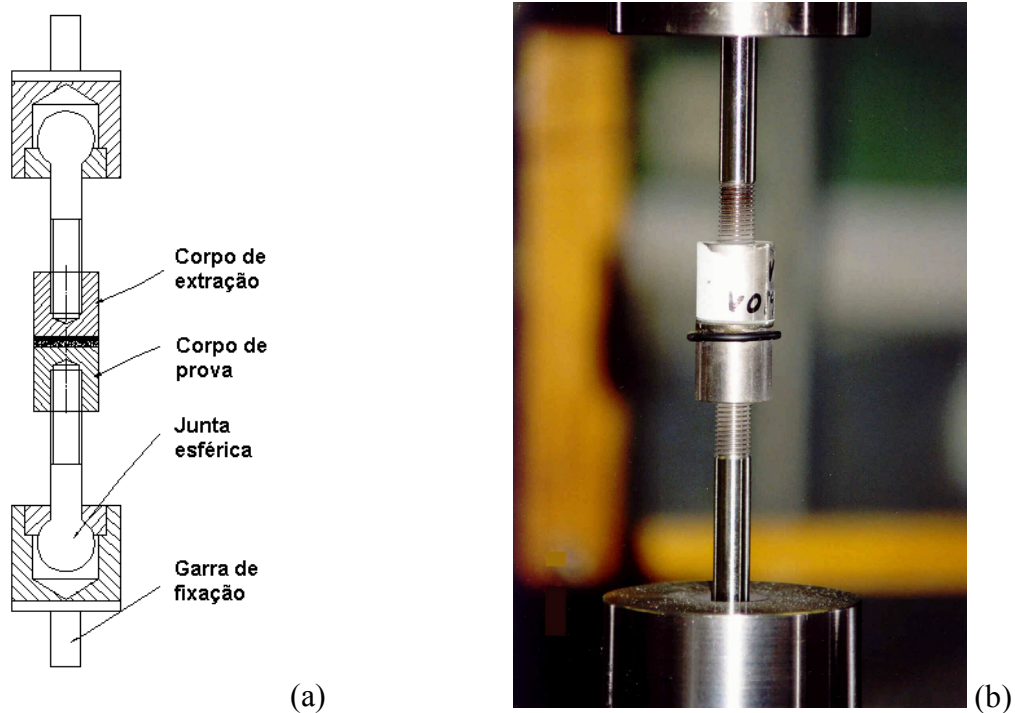 Corpo de
extração
Corpo de
prova
Junta
esférica
Garra de
fixação
(a)
(b)